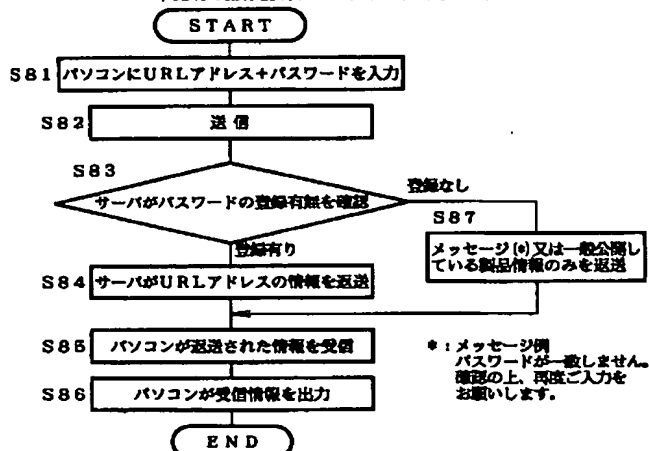 START
S81 パソコンにURLアドレス+パスワードを入力
S82 送信
S83
サーバがパスワードの登録有無を確認
登録なし
登録有り
S87
メッセージ(*)又は一般公開し
ている製品情報のみを返送
S84 サーバがURLアドレスの情報を返送
S85 パソコンが返送された情報を受信
S86 パソコンが受信情報を出力
*:メッセージ例
パスワードが一致しません。
確認の上、再度ご入力を
お願いします。
END